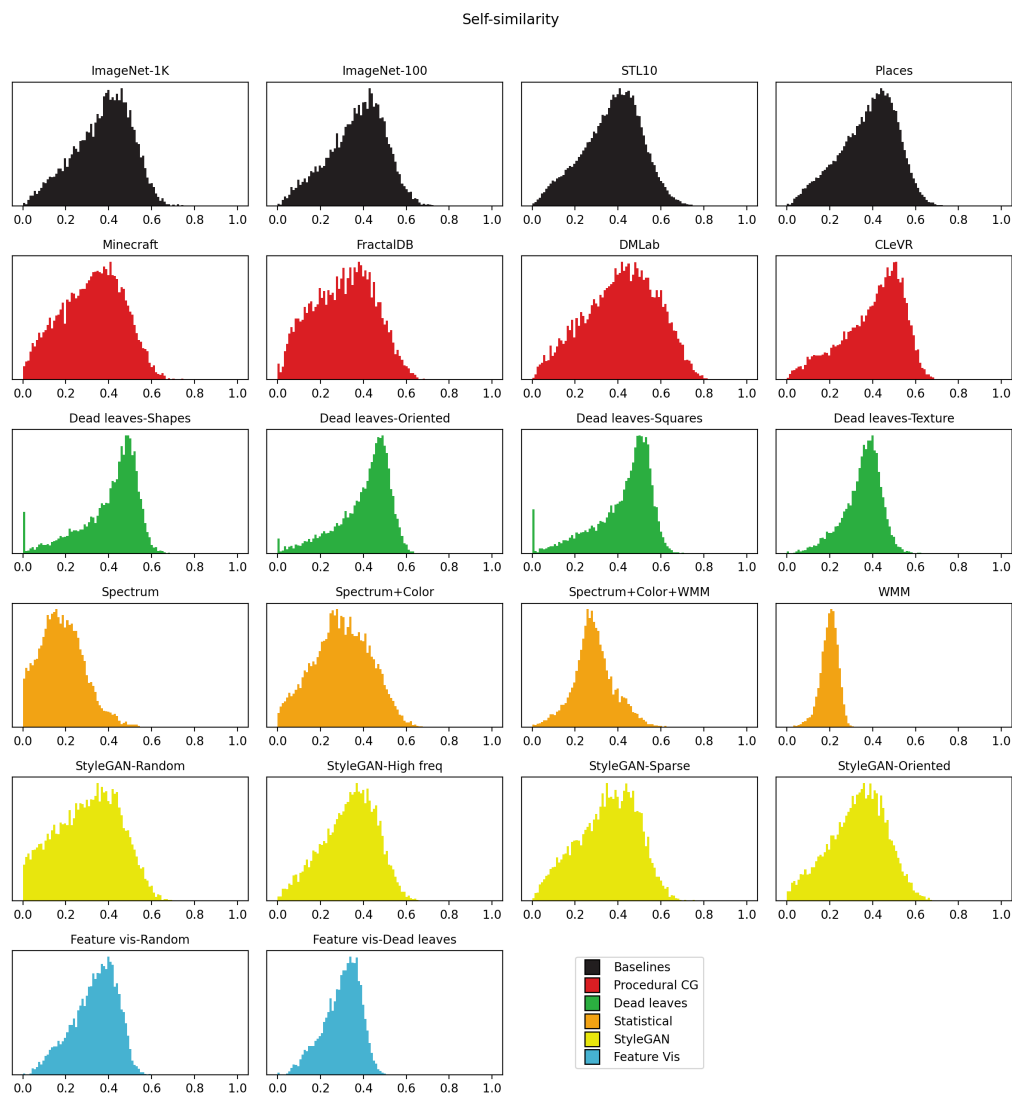 Self-similarity
ImageNet-1K ImageNet-100 STL10 Places
0.0 0.2 0.4 0.6 0.8 1.0 0.0 0.2 0.4 0.6 0.8 1.0 0.0 0.2 0.4 0.6 0.8 1.0 0.0 0.2 0.4 0.6 0.8 1.0
Minecraft FractalDB DMLab CLeVR
0.0 0.2 0.4 0.6 0.8 1.0 0.0 0.2 0.4 0.6 0.8 1.0 0.0 0.2 0.4 0.6 0.8 1.0 0.0 0.2 0.4 0.6 0.8 1.0
Dead leaves-Shapes Dead leaves-Oriented Dead leaves-Squares Dead leaves-Texture
0.0 0.2 0.4 0.6 0.8 1.0 0.0 0.2 0.4 0.6 0.8 1.0 0.0 0.2 0.4 0.6 0.8 1.0 0.0 0.2 0.4 0.6 0.8 1.0
Spectrum Spectrum+Color Spectrum+Color+WMM WMM
0.0 0.2 0.4 0.6 0.8 1.0 0.0 0.2 0.4 0.6 0.8 1.0 0.0 0.2 0.4 0.6 0.8 1.0 0.0 0.2 0.4 0.6 0.8 1.0
StyleGAN-Random StyleGAN-High freq StyleGAN-Sparse StyleGAN-Oriented
0.0 0.2 0.4 0.6 0.8 1.0 0.0 0.2 0.4 0.6 0.8 1.0 0.0 0.2 0.4 0.6 0.8 1.0 0.0 0.2 0.4 0.6 0.8 1.0
Feature vis-Random Feature vis-Dead leaves
0.0 0.2 0.4 0.6 0.8 1.0 0.0 0.2 0.4 0.6 0.8 1.0
Baselines
Procedural CG
Dead leaves
Statistical
StyleGAN
Feature Vis